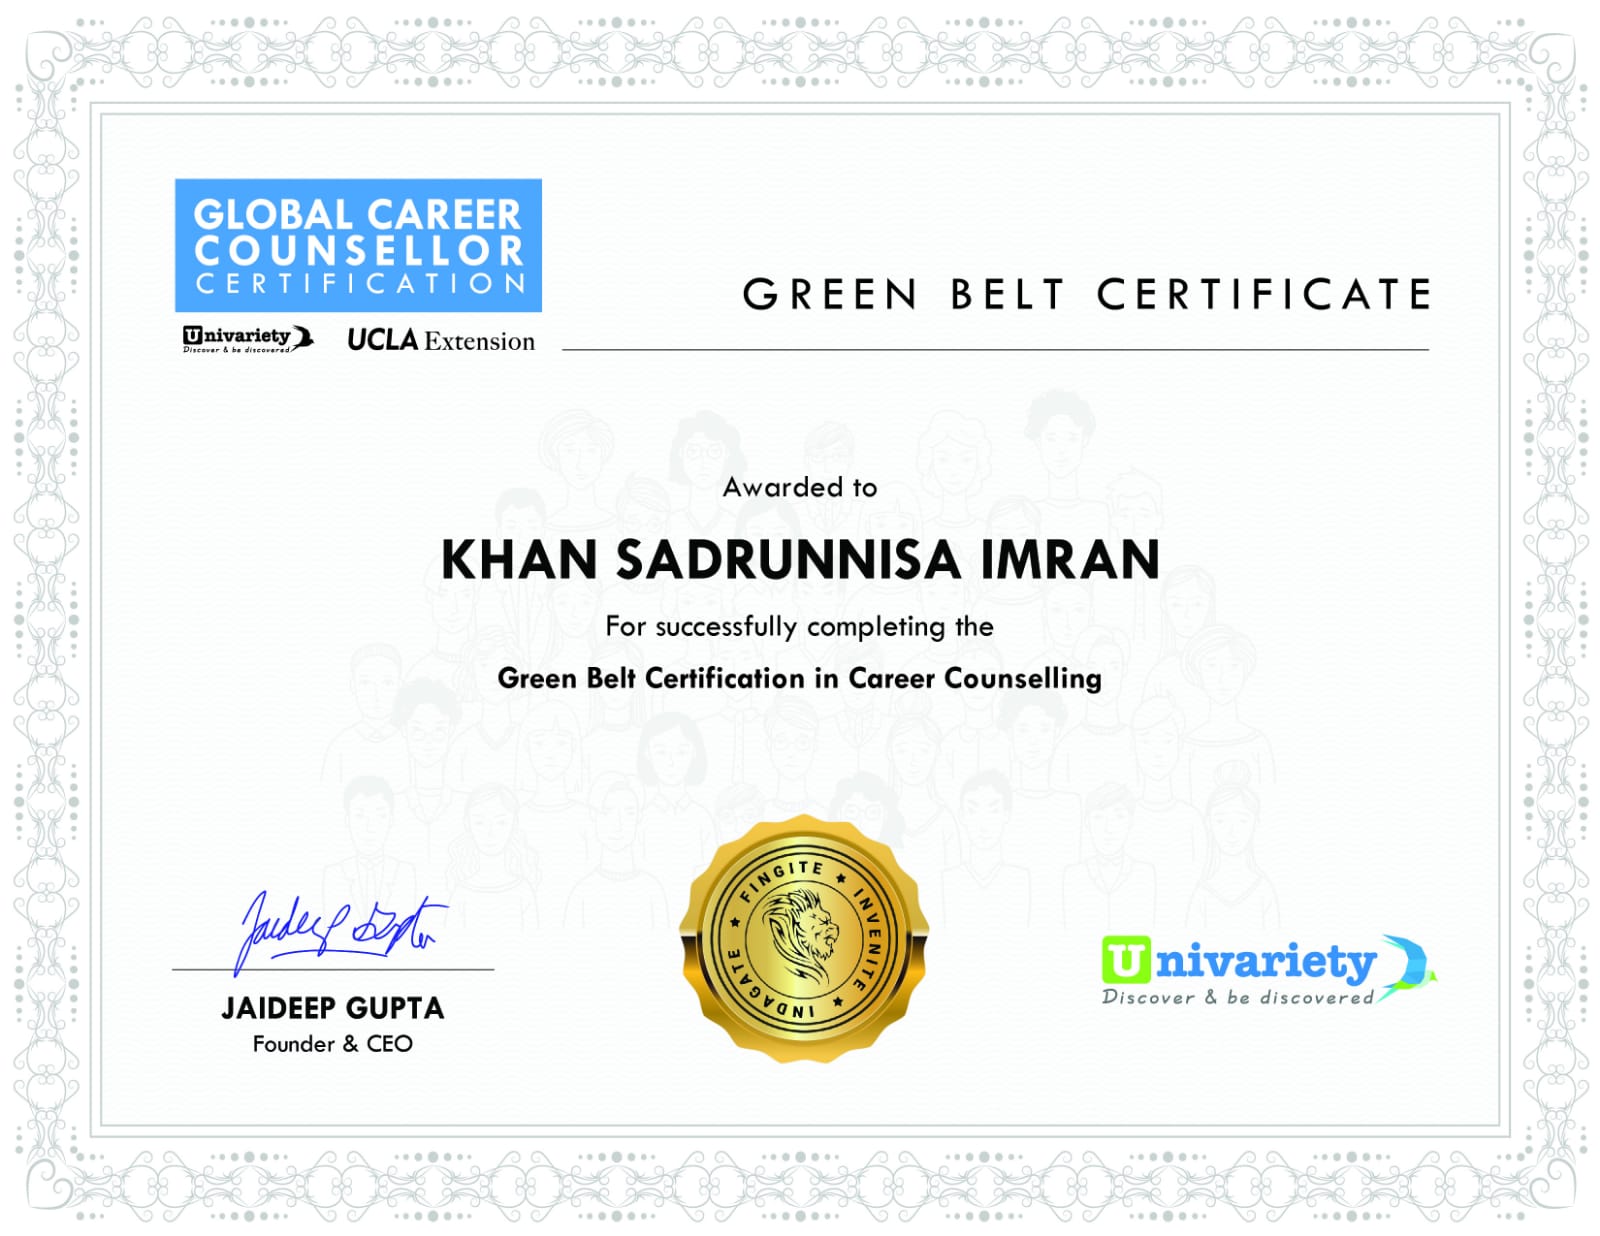 GLOBAL CAREER
COUNSELLOR
CERTIFICATION
Univariety
Discover & be discovered
UCLA Extension
GREEN BELT CERTIFICATE
Awarded to
KHAN SADRUNNISA IMRAN
For successfully completing the
Green Belt Certification in Career Counselling
FINGITE ★ INVENITE ★ INDAGATE ★
Jaideep Gupta
JAIDEEP GUPTA
Founder & CEO
Univariety
Discover & be discovered